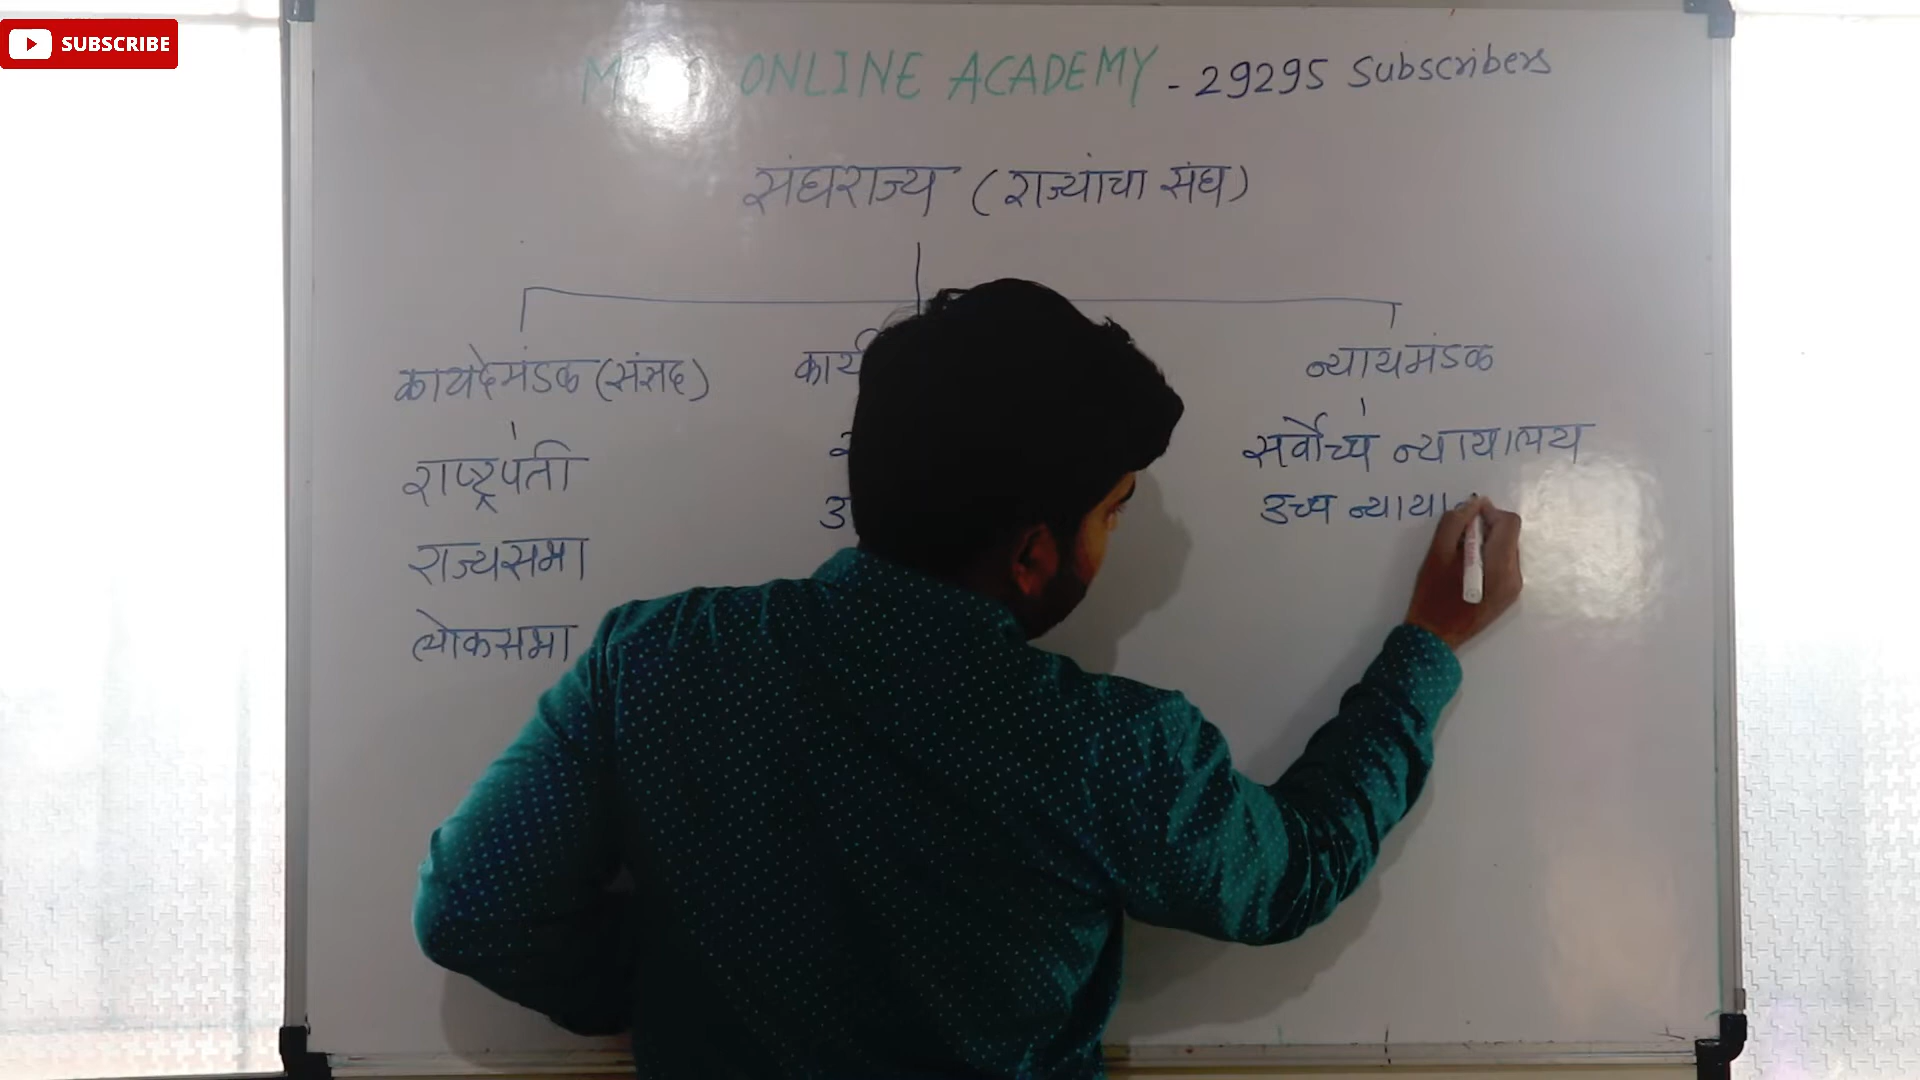 SUBSCRIBE
ONLINE ACADEMY - 29295 Subscribers
संघराज्य (राज्यांचा संघ)
कायदेमंडळ (संसद)
न्यायमंडळ
राष्ट्रपती
सर्वोच्च न्यायालय
उच्च
राज्यसभा
लोकसभा